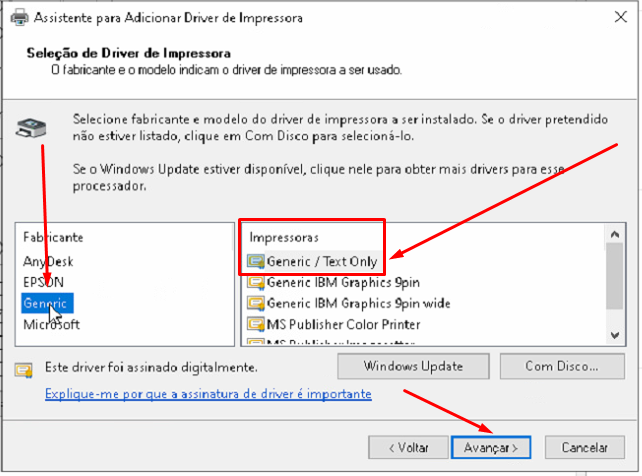 Assistente para Adicionar Driver de Impressora
Seleção de Driver de Impressora
O fabricante e o modelo indicam o driver de impressora a ser usado.
Selecione fabricante e modelo do driver de impressora a ser instalado. Se o driver pretendido
não estiver listado, clique em Com Disco para selecioná-lo.
Se o Windows Update estiver disponível, clique nele para obter mais drivers para esse
processador.
Fabricante
AnyDesk
EPSON
Generic
Microsoft
Impressoras
Generic / Text Only
Generic IBM Graphics 9pin
Generic IBM Graphics 9pin wide
MS Publisher Color Printer
MS Publisher Imagesetter
Este driver foi assinado digitalmente.
Explique-me por que a assinatura de driver é importante
Windows Update
Com Disco...
< Voltar
Avançar >
Cancelar